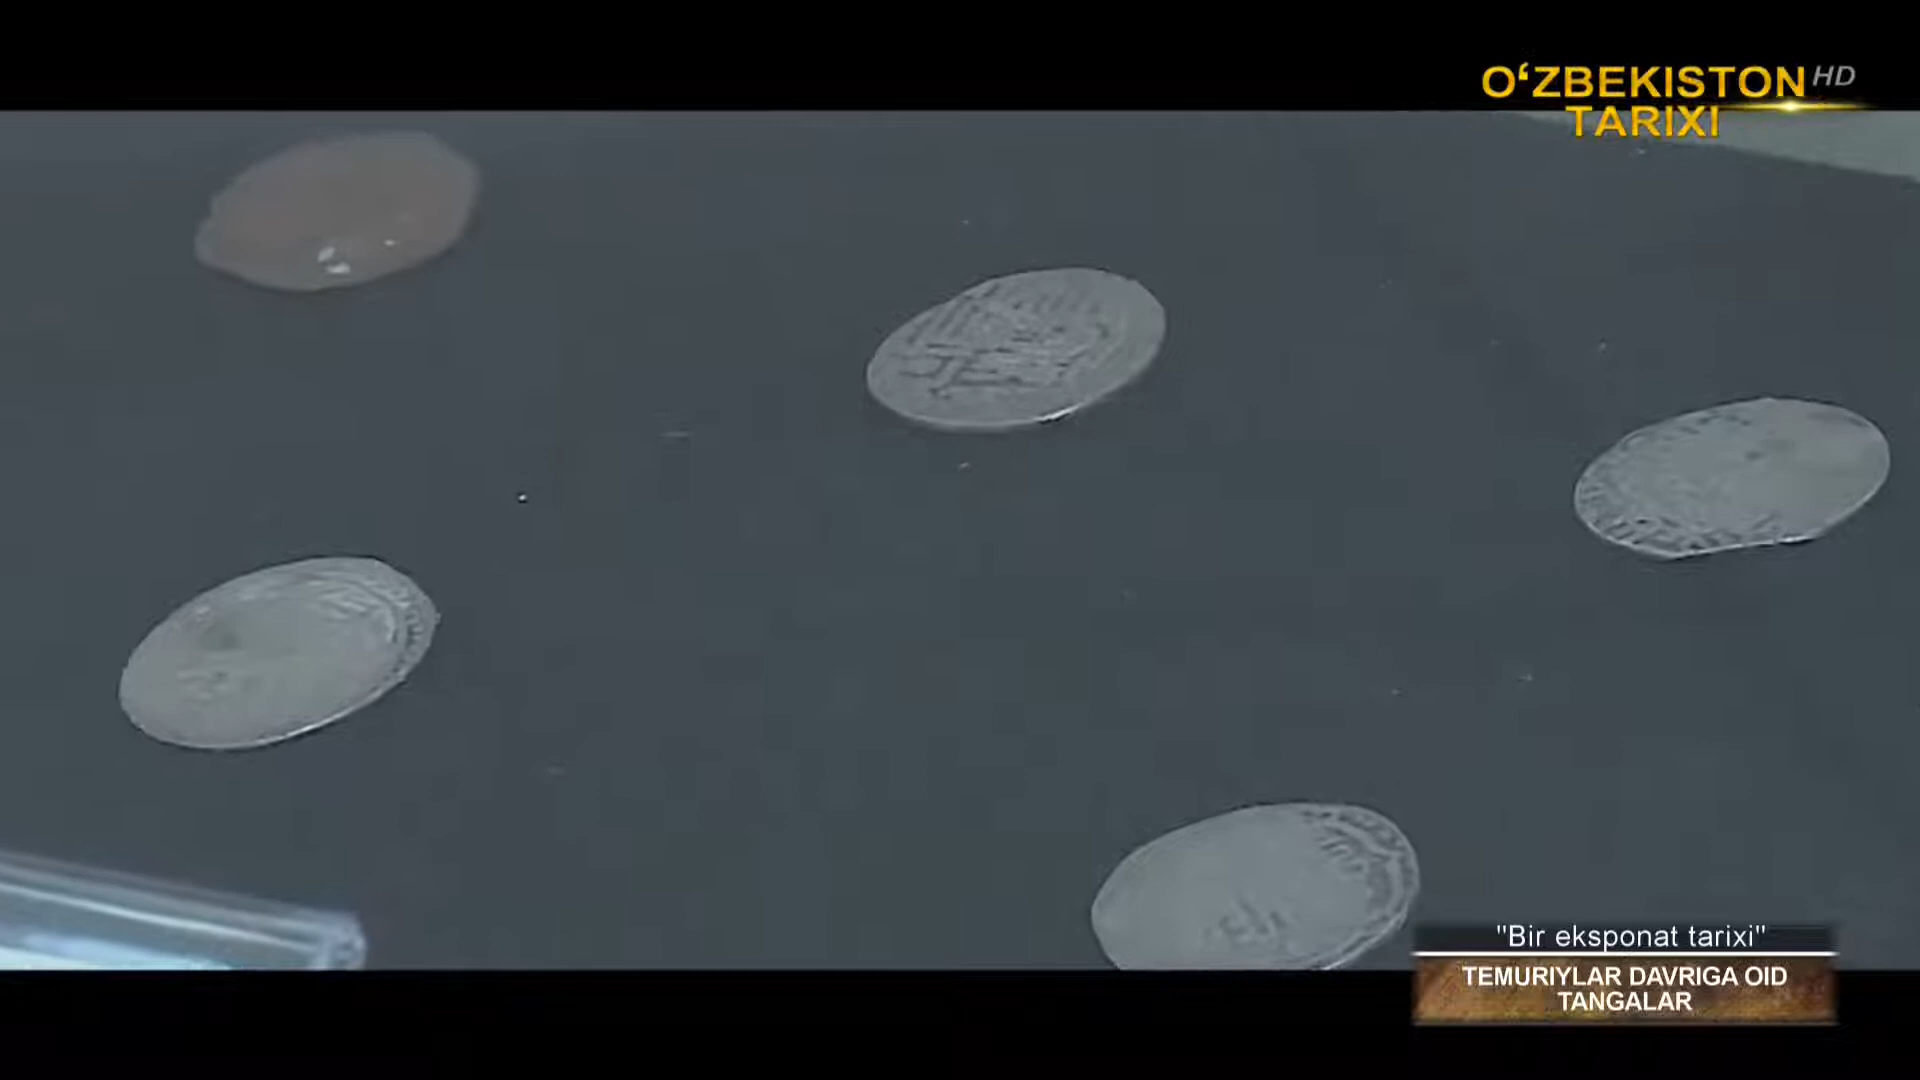 O‘ZBEKISTON HD
TARIXI
"Bir eksponat tarixi"
TEMURIYLAR DAVRIGA OID
TANGALAR